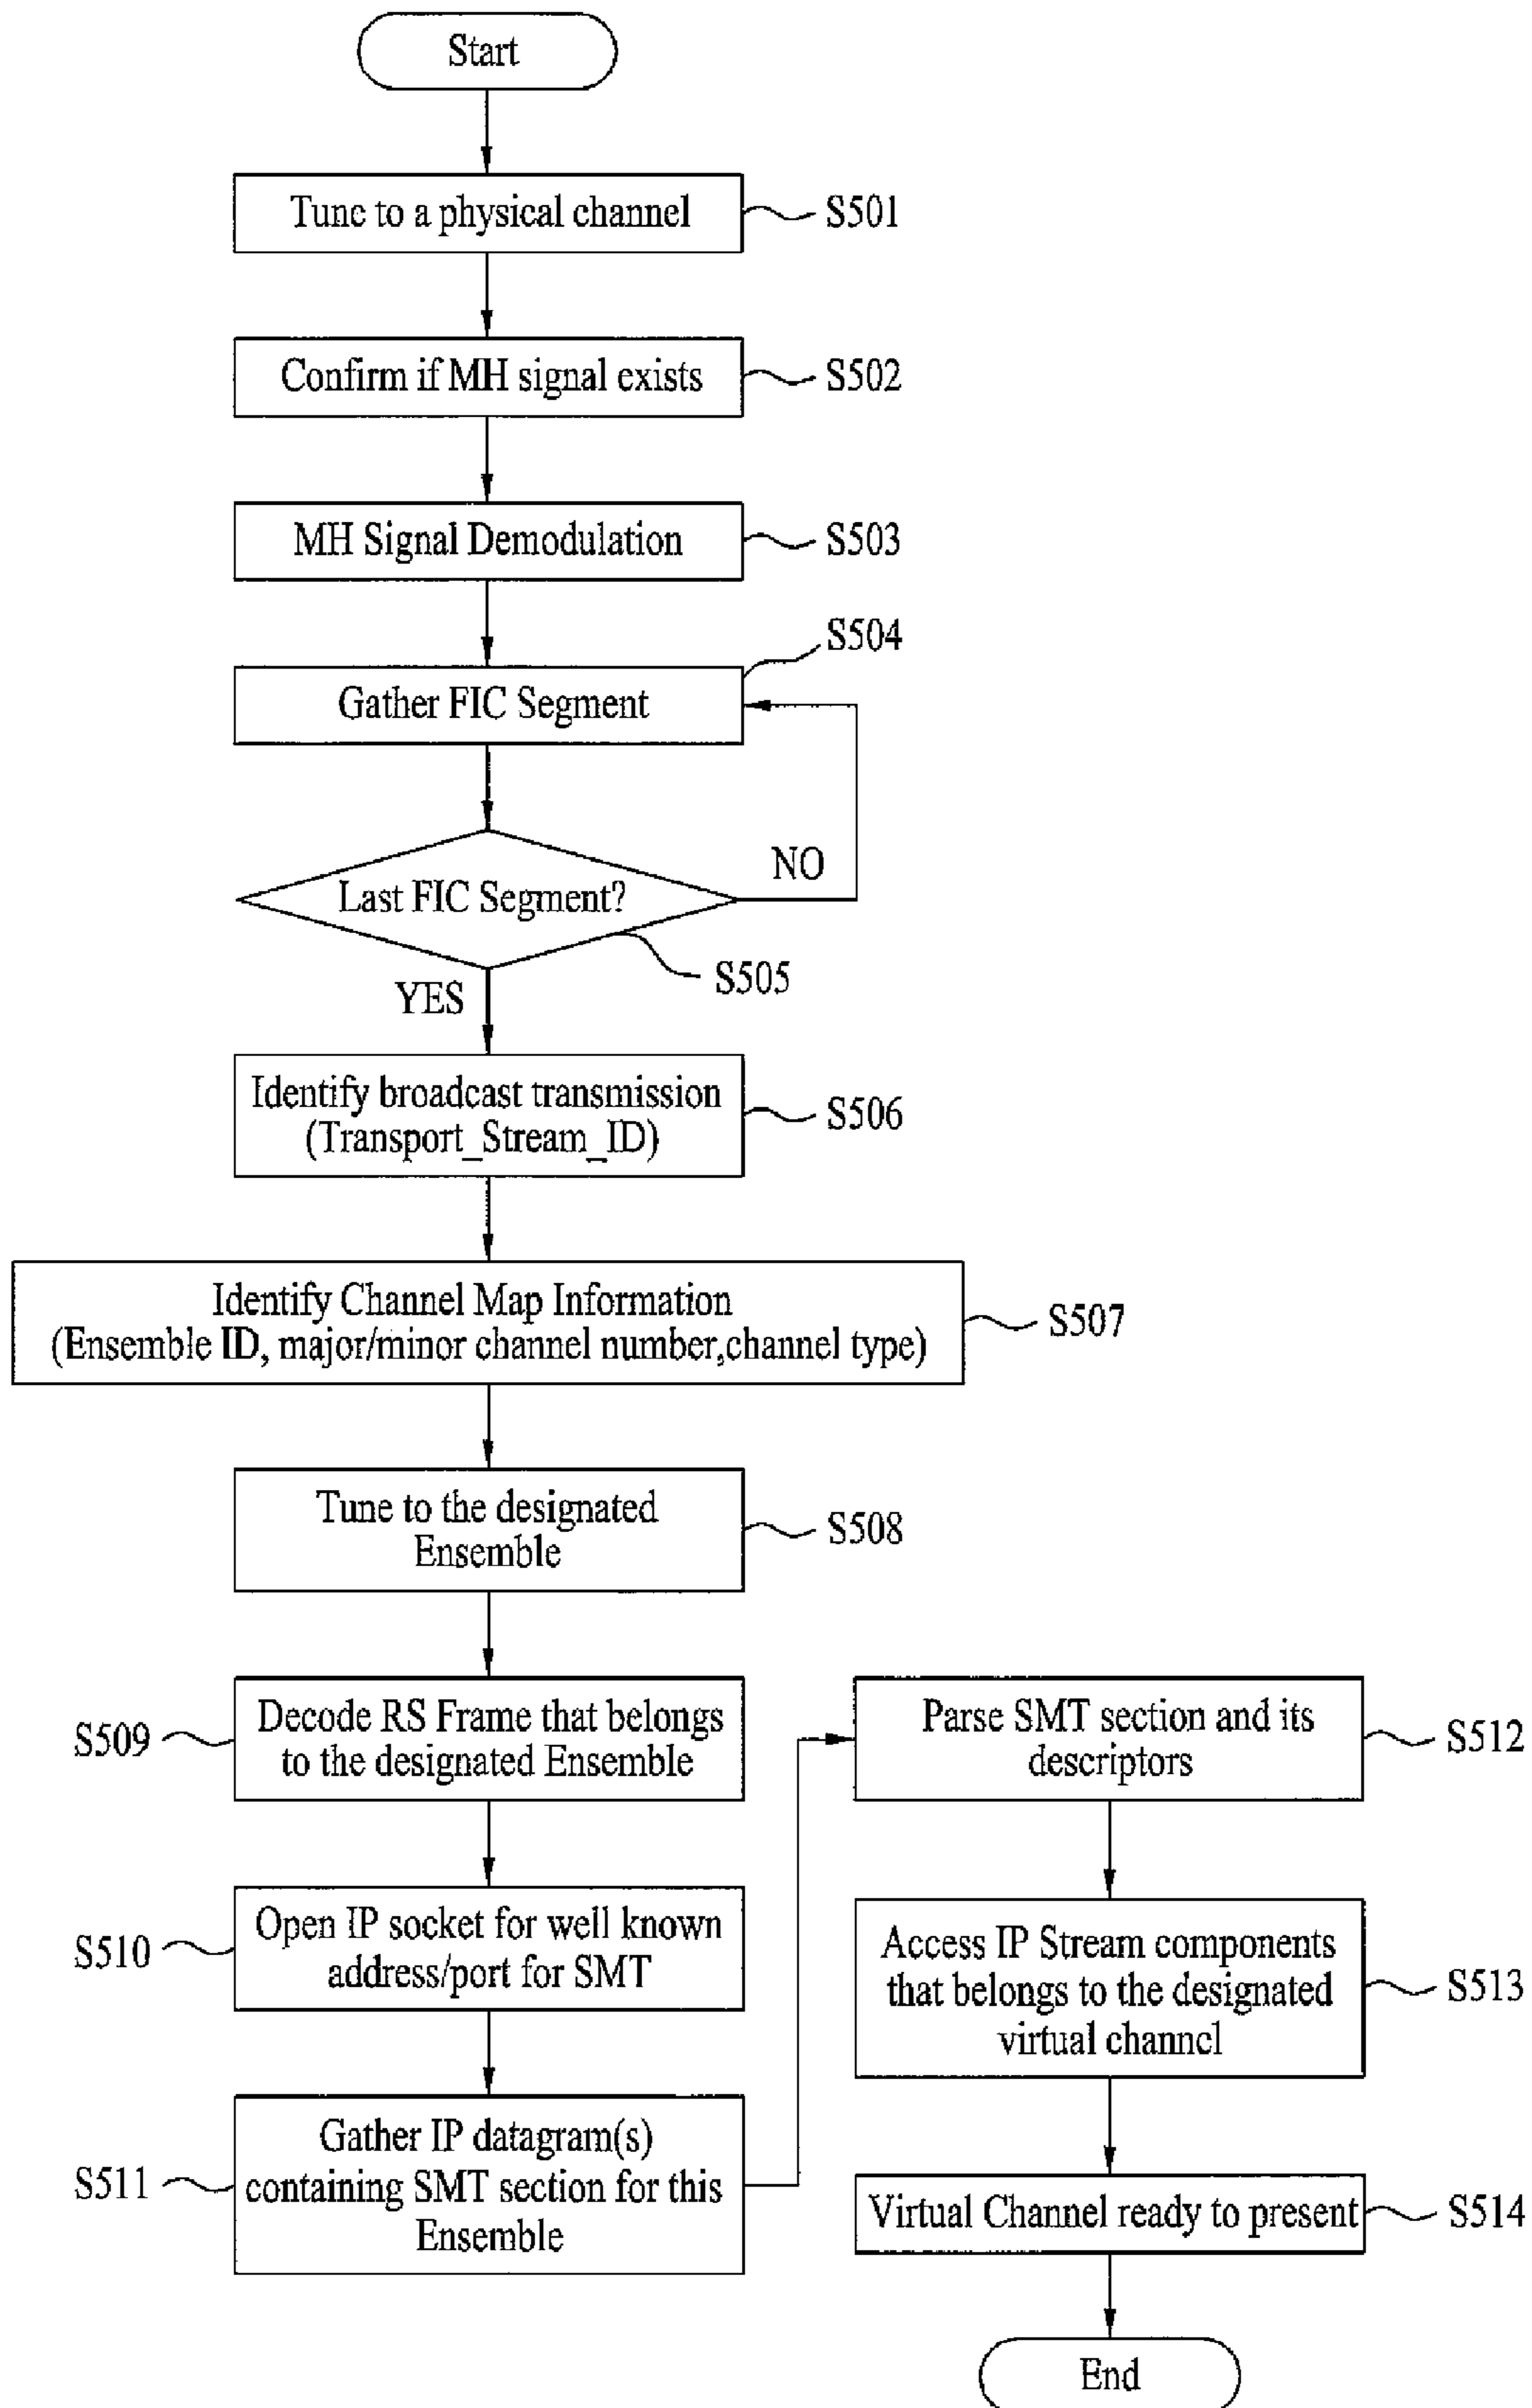 Start
Tune to a physical channel
S501
Confirm if MH signal exists
S502
MH Signal Demodulation
S503
S504
Gather FIC Segment
NO
Last FIC Segment?
S505
YES
Identify broadcast transmission
(Transport_Stream_ID)
S506
Identify Channel Map Information
(Ensemble ID, major/minor channel number,channel type)
S507
Tune to the designated
Ensemble
S508
S509
Decode RS Frame that belongs
to the designated Ensemble
S510
Open IP socket for well known
address/port for SMT
S511
Gather IP datagram(s)
containing SMT section for this
Ensemble
Parse SMT section and its
descriptors
S512
Access IP Stream components
that belongs to the designated
virtual channel
S513
Virtual Channel ready to present
S514
End